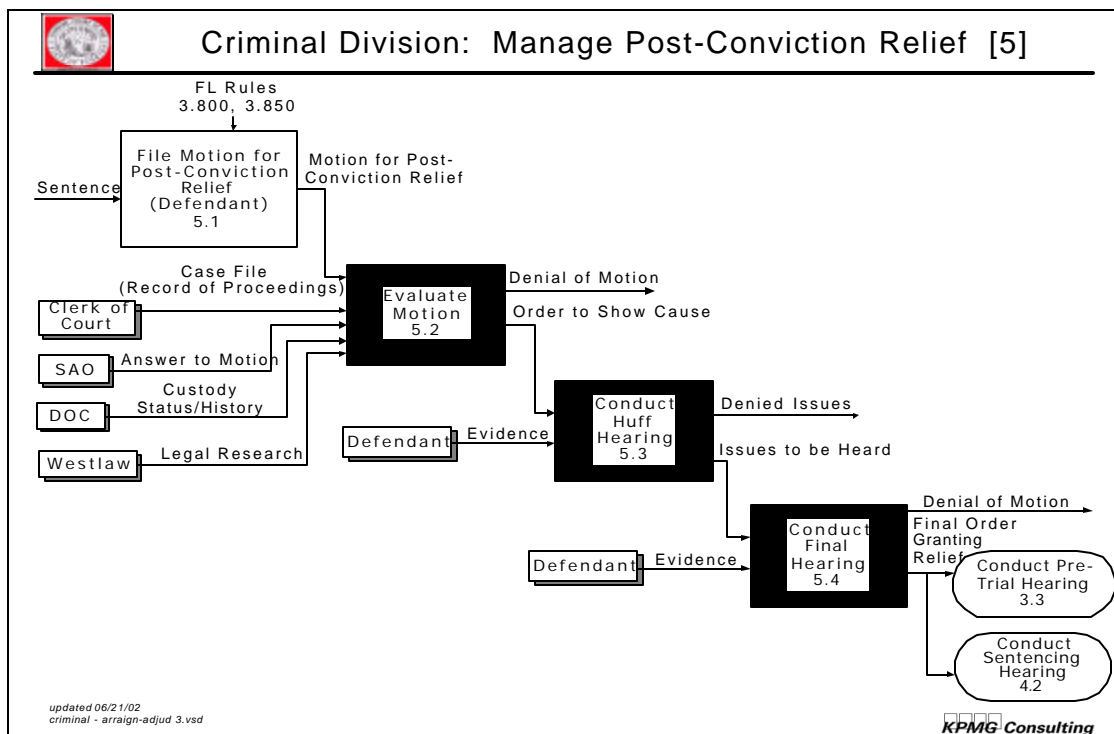 Criminal Division: Manage Post-Conviction Relief [5]
FL Rules
3.800, 3.850
File Motion for
Post-Conviction
Relief
(Defendant)
5.1
Sentence
Motion for Post-
Conviction Relief
Case File
(Record of Proceedings)
Clerk of
Court
SAO
Answer to Motion
DOC
Custody
Status/History
Westlaw
Legal Research
Evaluate
Motion
5.2
Denial of Motion
Order to Show Cause
Defendant
Evidence
Conduct
Huff
Hearing
5.3
Denied Issues
Issues to be Heard
Defendant
Evidence
Conduct
Final
Hearing
5.4
Denial of Motion
Final Order
Granting
Relief
Conduct Pre-
Trial Hearing
3.3
Conduct
Sentencing
Hearing
4.2
updated 06/21/02
criminal - arraign-adjud 3.vsd
KPMG Consulting